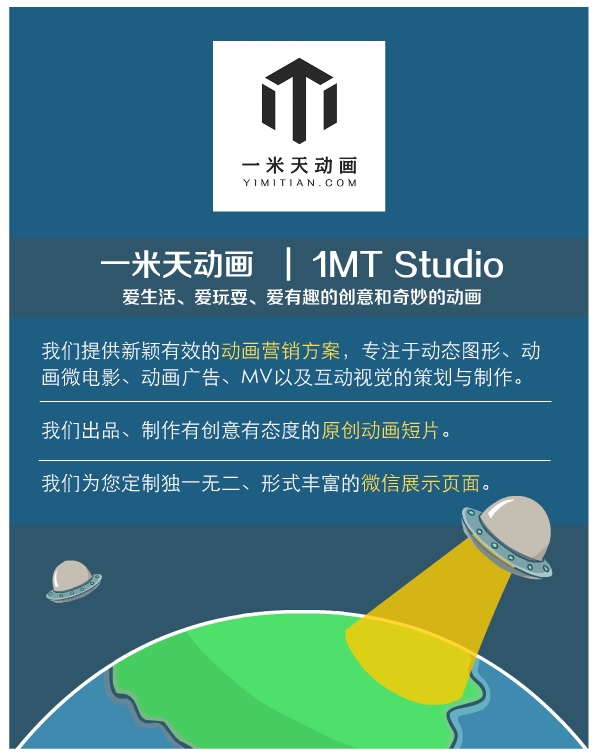 一米天动画
YIMITIAN.COM
一米天动画 | 1MT Studio
爱生活、爱玩耍、爱有趣的创意和奇妙的动画
我们提供新颖有效的动画营销方案，专注于动态图形、动
画微电影、动画广告、MV以及互动视觉的策划与制作。
我们出品、制作有创意有态度的原创动画短片。
我们为您定制独一无二、形式丰富的微信展示页面。